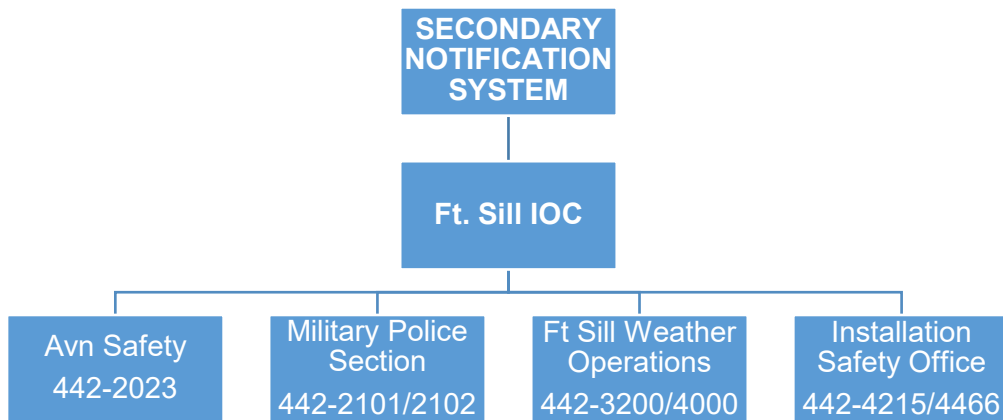 SECONDARY
NOTIFICATION
SYSTEM
Ft. Sill IOC
Avn Safety
442-2023
Military Police
Section
442-2101/2102
Ft Sill Weather
Operations
442-3200/4000
Installation
Safety Office
442-4215/4466